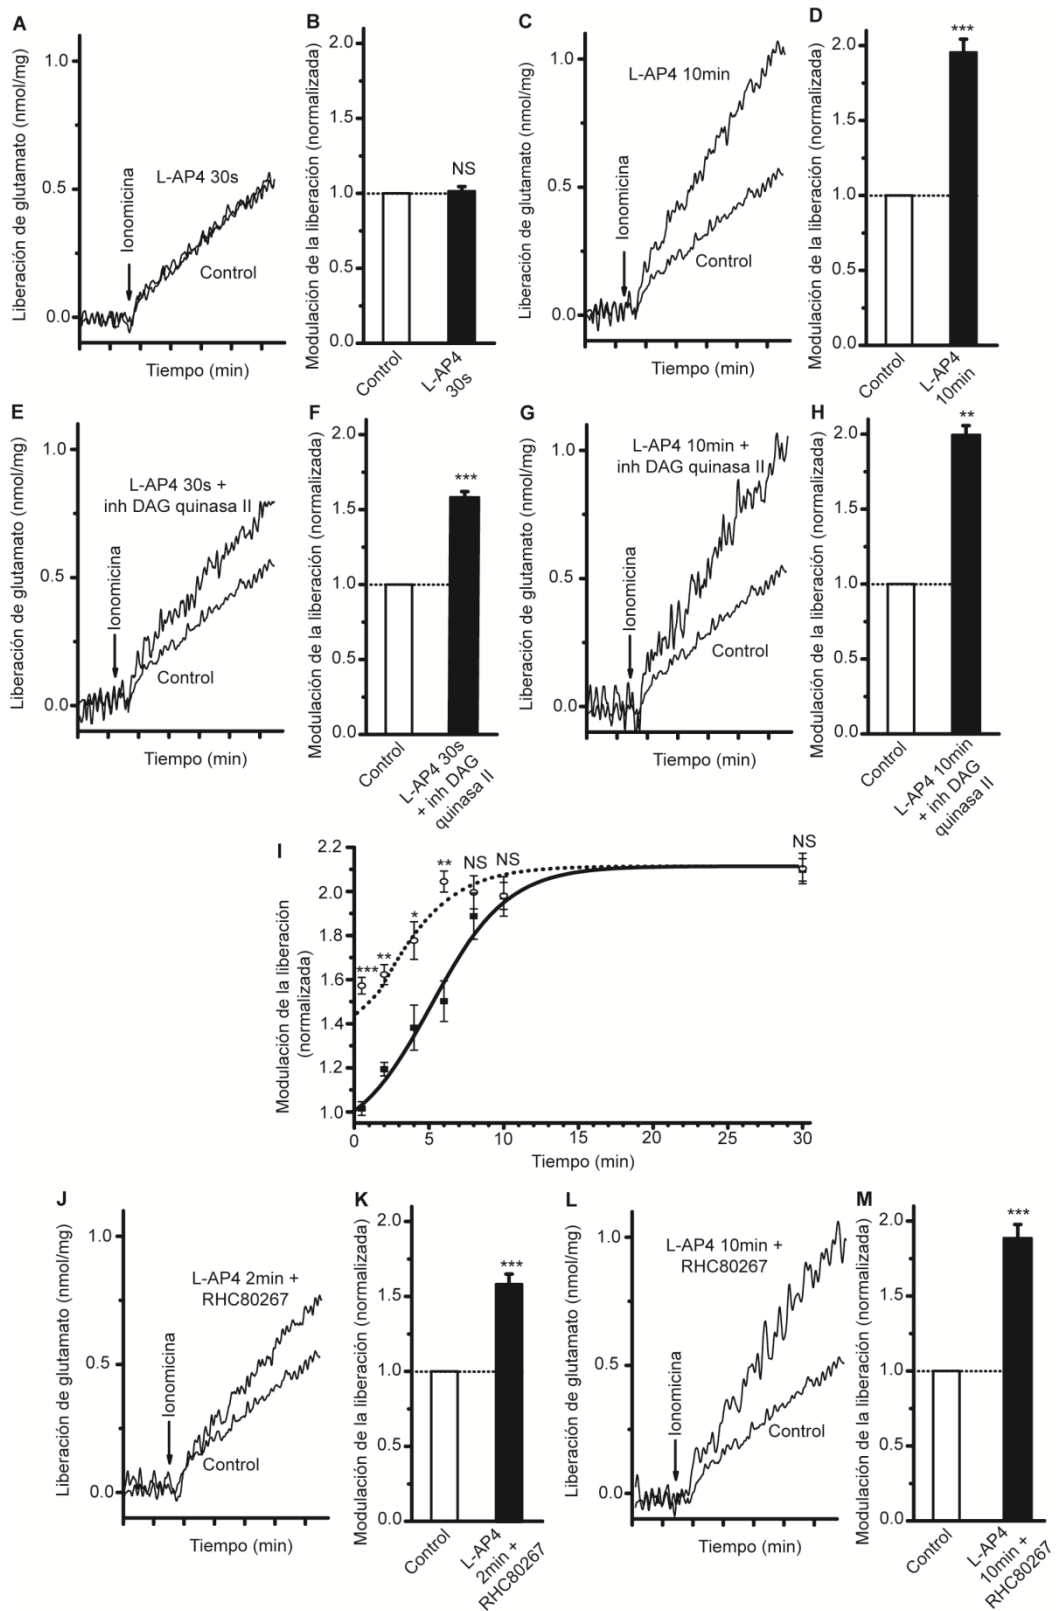 A
Liberación de glutamato (nmol/mg)
1.0
0.5
0.0
Ionomicina
L-AP4 30s
Control
Tiempo (min)
B
Modulación de la liberación (normalizada)
2.0
1.5
1.0
0.5
0.0
NS
Control
L-AP4
30s
C
Liberación de glutamato (nmol/mg)
1.0
0.5
0.0
Ionomicina
L-AP4 10min
Control
Tiempo (min)
D
Modulación de la liberación (normalizada)
2.0
1.5
1.0
0.5
0.0
***
Control
L-AP4
10min
E
Liberación de glutamato (nmol/mg)
1.0
0.5
0.0
Ionomicina
L-AP4 30s +
inh DAG quinasa II
Control
Tiempo (min)
F
Modulación de la liberación (normalizada)
2.0
1.5
1.0
0.5
0.0
***
Control
L-AP4 30s
+ inh DAG
quinasa II
G
Liberación de glutamato (nmol/mg)
1.0
0.5
0.0
Ionomicina
L-AP4 10min +
inh DAG quinasa II
Control
Tiempo (min)
H
Modulación de la liberación (normalizada)
2.0
1.5
1.0
0.5
0.0
**
Control
L-AP4 10min
+ inh DAG
quinasa II
I
Modulación de la liberación
(normalizada)
2.2
2.0
1.8
1.6
1.4
1.2
1.0
***
**
*
**
NS
NS
NS
0 5 10 15 20 25 30
Tiempo (min)
J
Liberación de glutamato (nmol/mg)
1.0
0.5
0.0
Ionomicina
L-AP4 2min +
RHC80267
Control
Tiempo (min)
K
Modulación de la liberación (normalizada)
2.0
1.5
1.0
0.5
0.0
***
Control
L-AP4
2min +
RHC80267
L
Liberación de glutamato (nmol/mg)
1.0
0.5
0.0
Ionomicina
L-AP4 10min +
RHC80267
Control
Tiempo (min)
M
Modulación de la liberación (normalizada)
2.0
1.5
1.0
0.5
0.0
***
Control
L-AP4
10min +
RHC80267